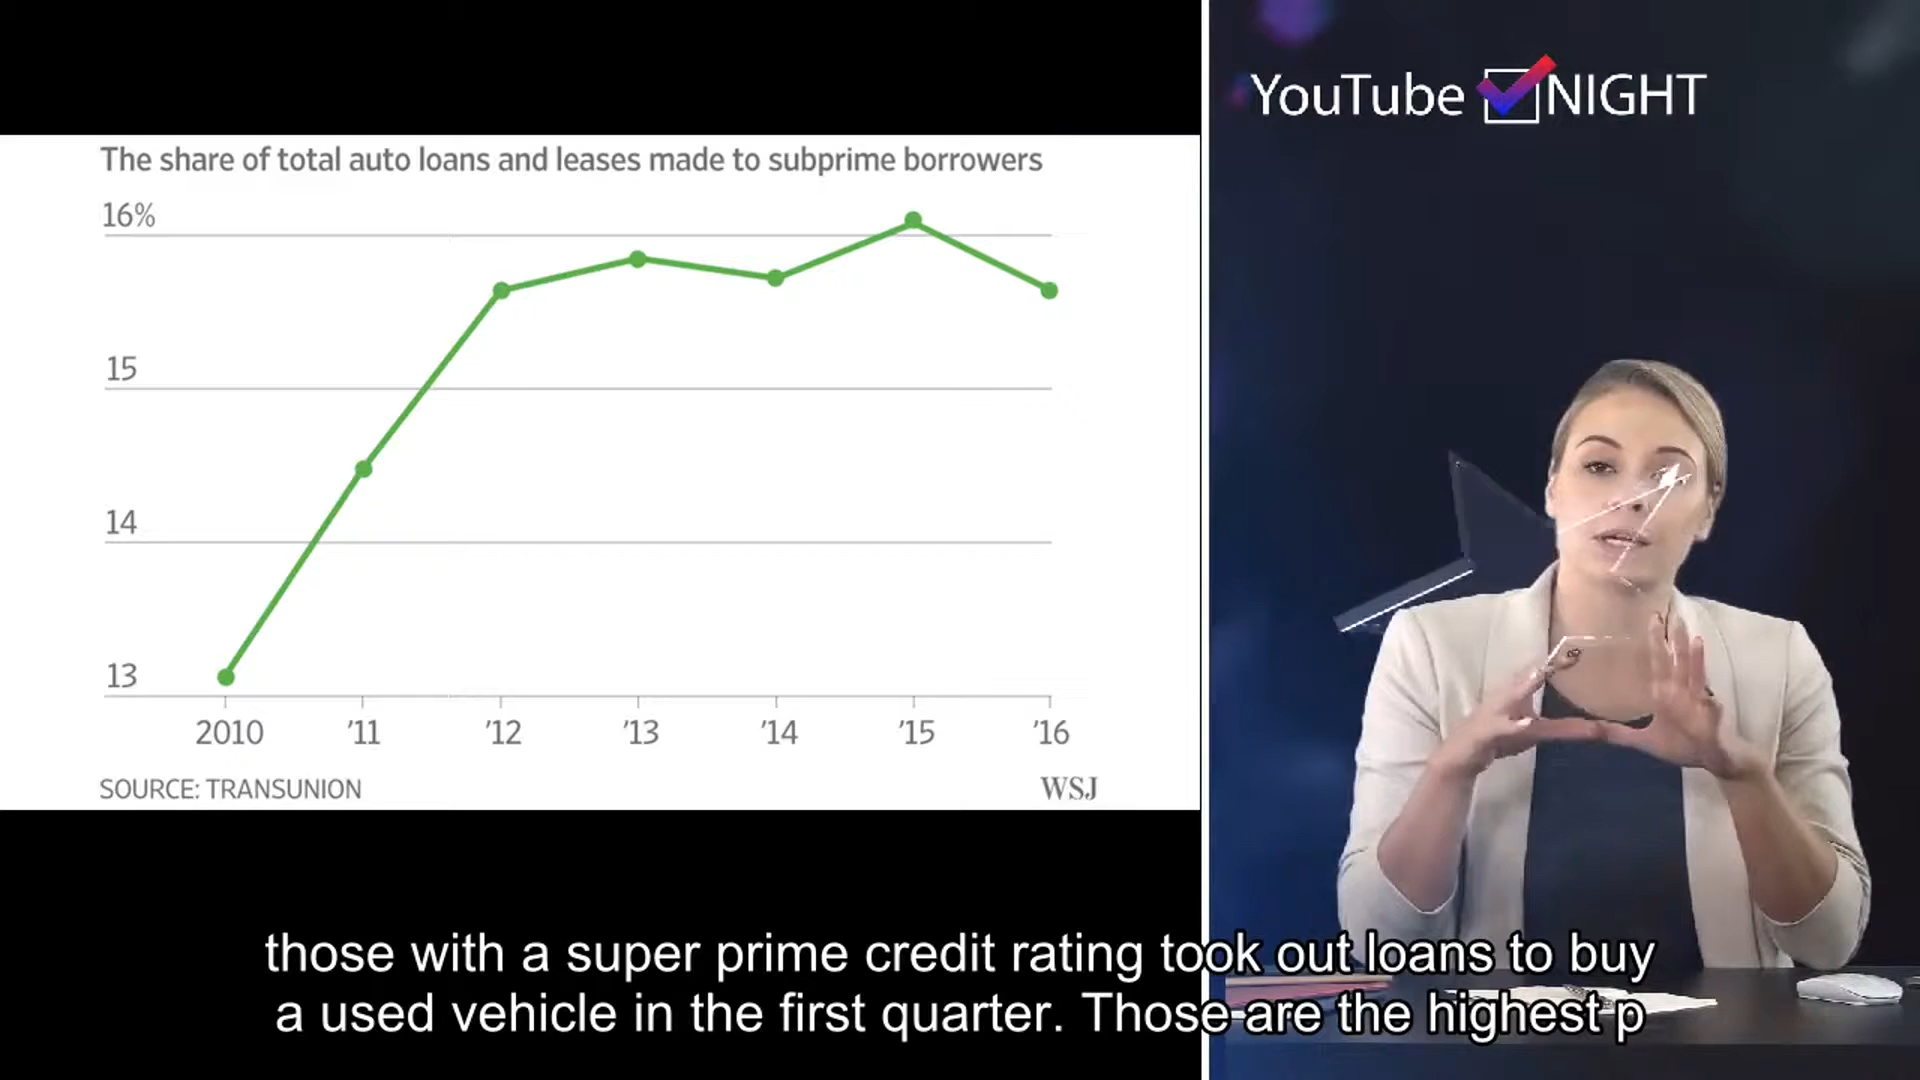 The share of total auto loans and leases made to subprime borrowers
16%
15
14
13
2010 '11 '12 '13 '14 '15 '16
SOURCE: TRANSUNION WSJ
YouTube NIGHT
those with a super prime credit rating took out loans to buy
a used vehicle in the first quarter. Those are the highest p